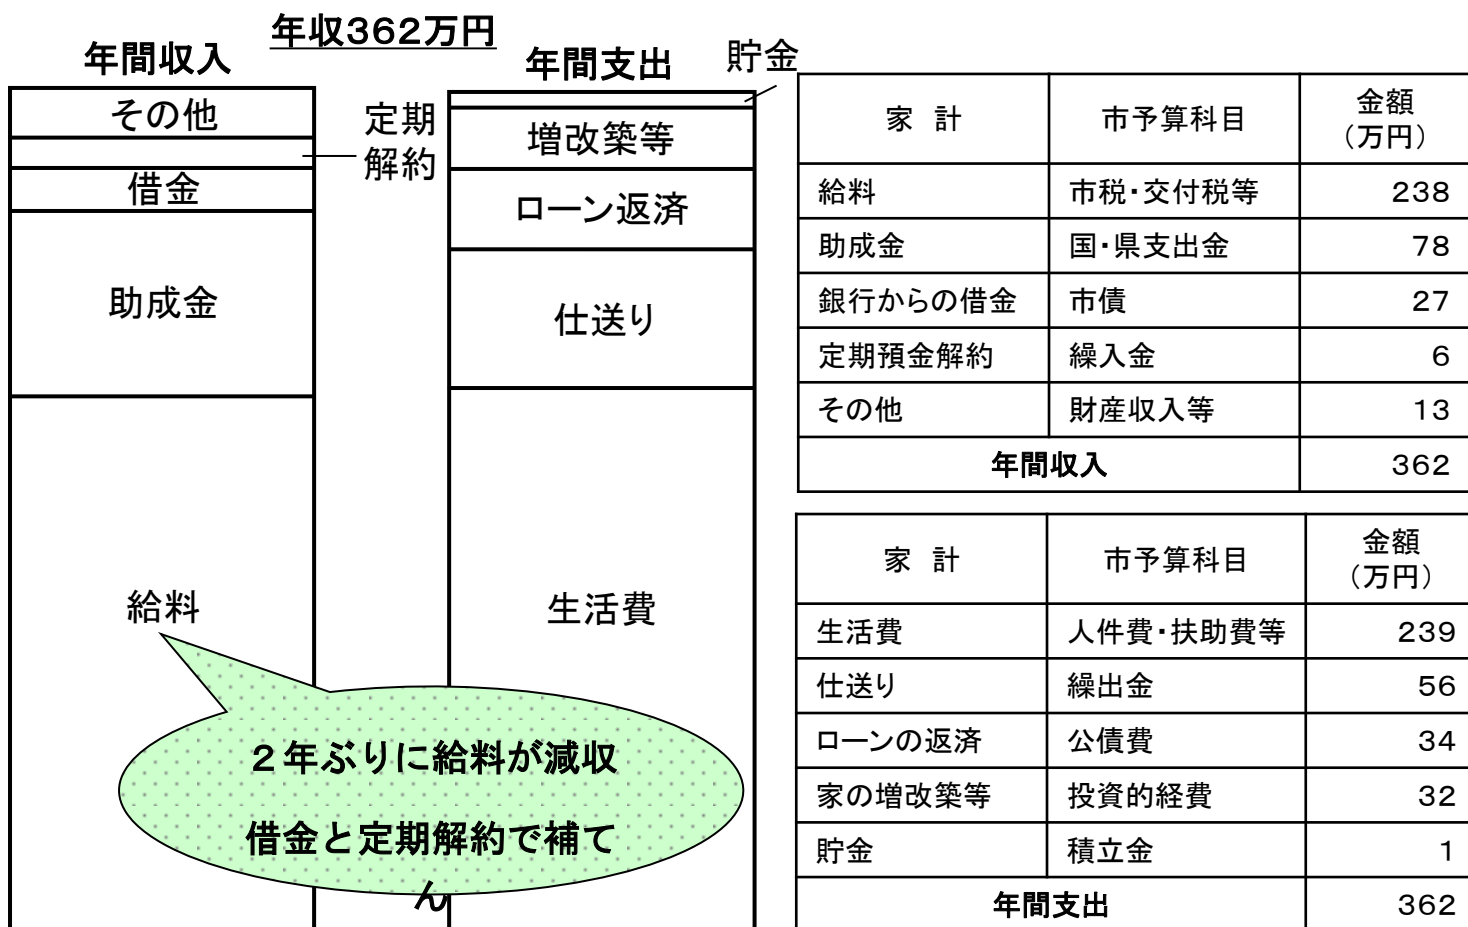 年収362万円
年間収入
その他
定期
解約
借金
助成金
給料
年間支出
貯金
増改築等
ローン返済
仕送り
生活費
２年ぶりに給料が減収
借金と定期解約で補て
ん
家 計 市予算科目 金額
（万円）
給料 市税・交付税等 238
助成金 国・県支出金 78
銀行からの借金 市債 27
定期預金解約 繰入金 6
その他 財産収入等 13
年間収入 362
家 計 市予算科目 金額
（万円）
生活費 人件費・扶助費等 239
仕送り 繰出金 56
ローンの返済 公債費 34
家の増改築等 投資的経費 32
貯金 積立金 1
年間支出 362